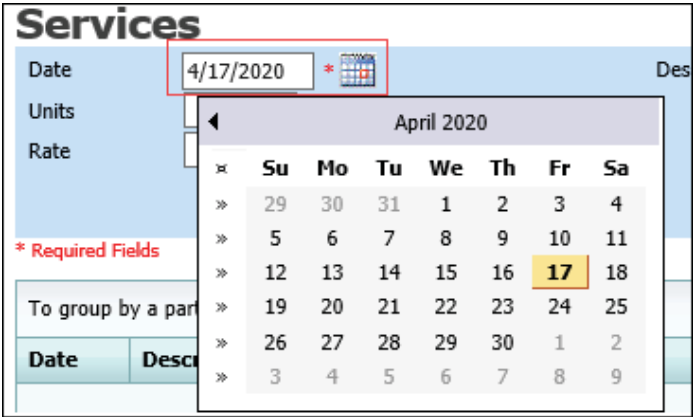 Services
Date 4/17/2020 * Des
Units
Rate
April 2020
¤ Su Mo Tu We Th Fr Sa
» 29 30 31 1 2 3 4
» 5 6 7 8 9 10 11
» 12 13 14 15 16 17 18
» 19 20 21 22 23 24 25
» 26 27 28 29 30 1 2
» 3 4 5 6 7 8 9
* Required Fields
To group by a part
Date Descr